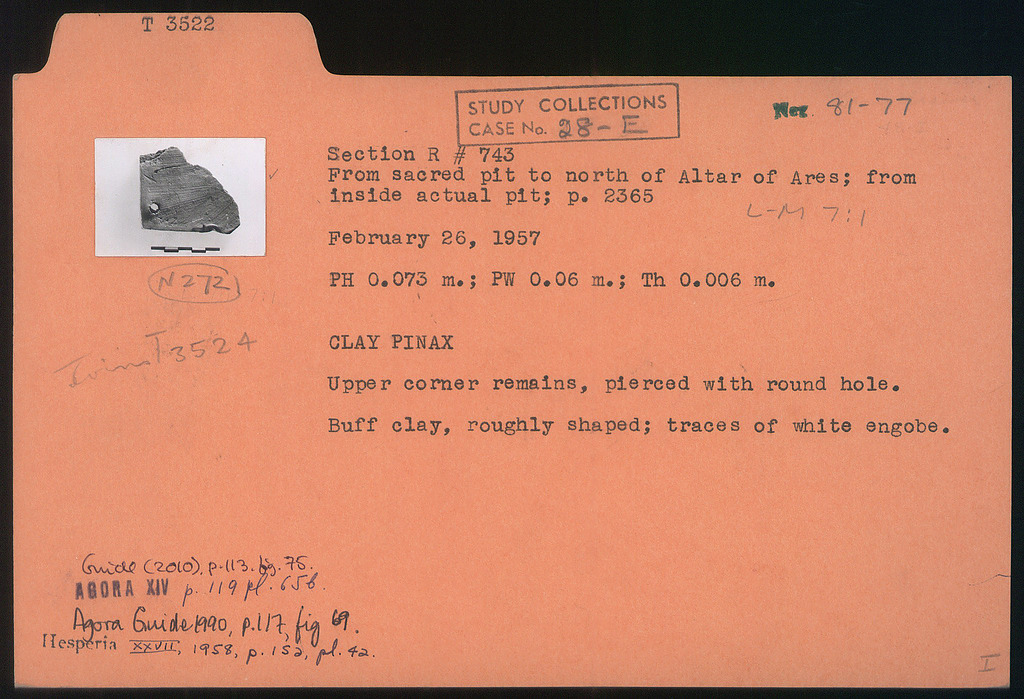 T 3522
STUDY COLLECTIONS
CASE No. 28-E
Neg. 81-77
Section R # 743
From sacred pit to north of Altar of Ares; from
inside actual pit; p. 2365
L-M 7:1
February 26, 1957
N 272
PH 0.073 m.; PW 0.06 m.; Th 0.006 m.
Joins T 3524
CLAY PINAX
Upper corner remains, pierced with round hole.
Buff clay, roughly shaped; traces of white engobe.
Guide (2010), p. 113. fig. 75.
AGORA XIV p. 119 pl. 65b.
Agora Guide 1990, p. 117, fig 69.
Hesperia XXVII, 1958, p. 152, pl. 42.
I